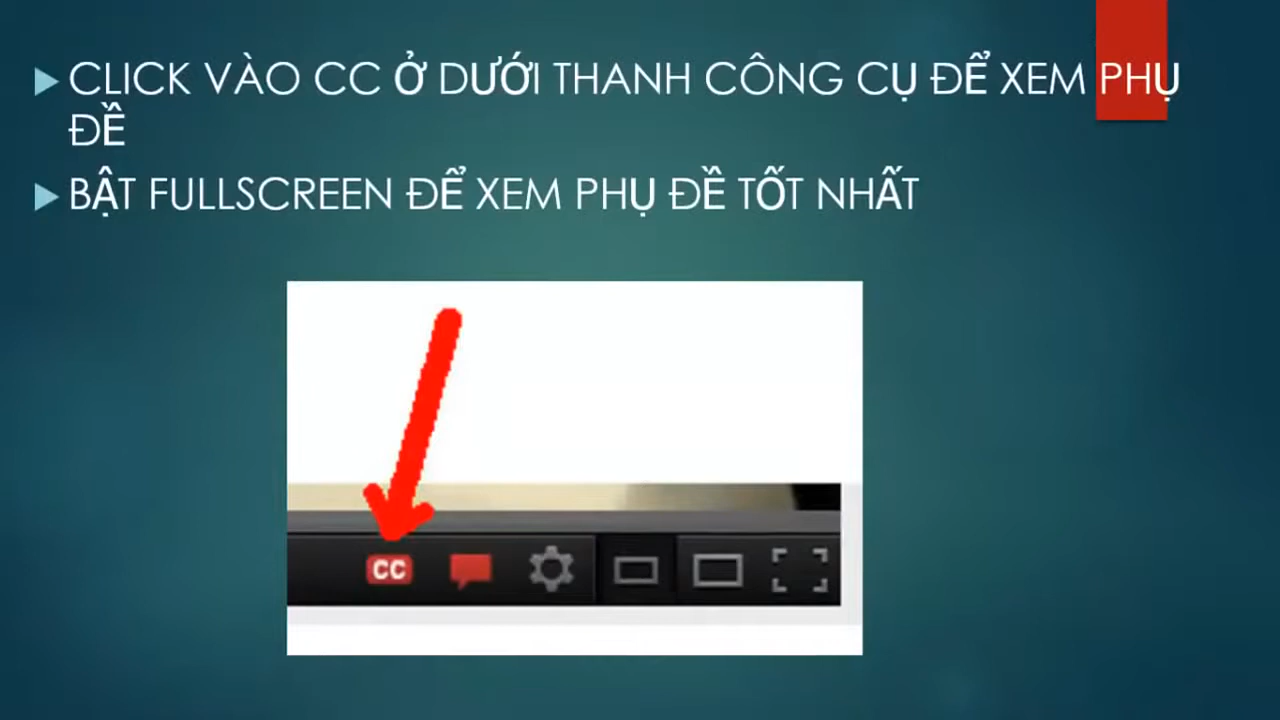 CLICK VÀO CC Ở DƯỚI THANH CÔNG CỤ ĐỂ XEM PHỤ
ĐỀ
BẬT FULLSCREEN ĐỂ XEM PHỤ ĐỀ TỐT NHẤT
CC